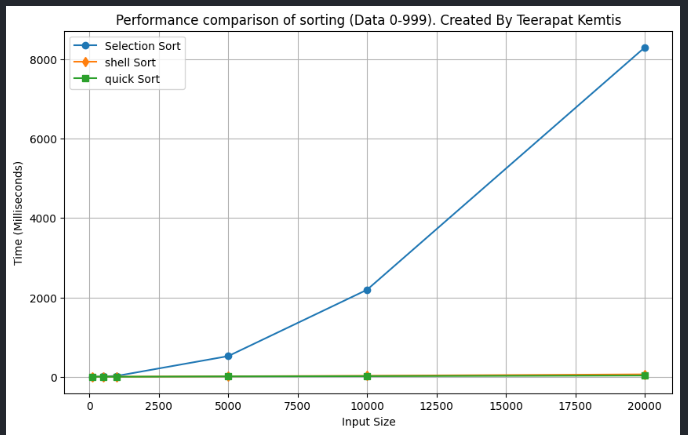 Performance comparison of sorting (Data 0-999). Created By Teerapat Kemtis
Selection Sort
shell Sort
quick Sort
Time (Milliseconds)
8000
6000
4000
2000
0
0 2500 5000 7500 10000 12500 15000 17500 20000
Input Size